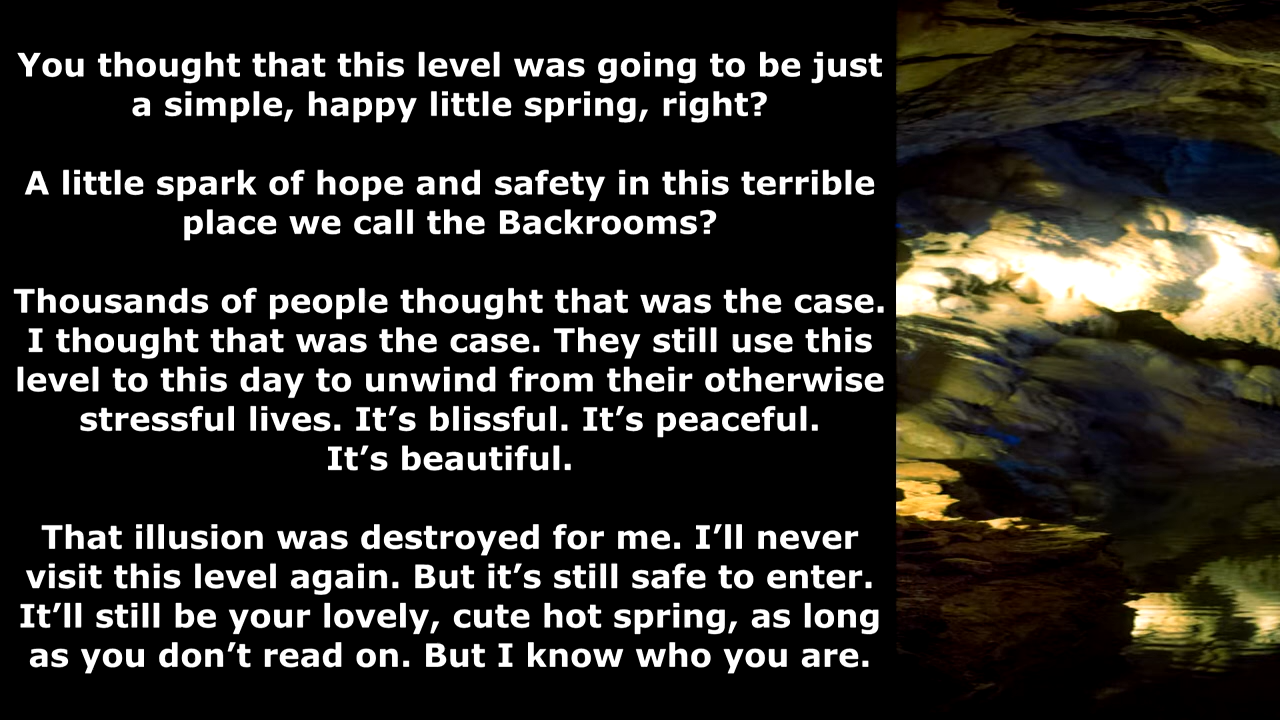 You thought that this level was going to be just
a simple, happy little spring, right?
A little spark of hope and safety in this terrible
place we call the Backrooms?
Thousands of people thought that was the case.
I thought that was the case. They still use this
level to this day to unwind from their otherwise
stressful lives. It’s blissful. It’s peaceful.
It’s beautiful.
That illusion was destroyed for me. I’ll never
visit this level again. But it’s still safe to enter.
It’ll still be your lovely, cute hot spring, as long
as you don’t read on. But I know who you are.